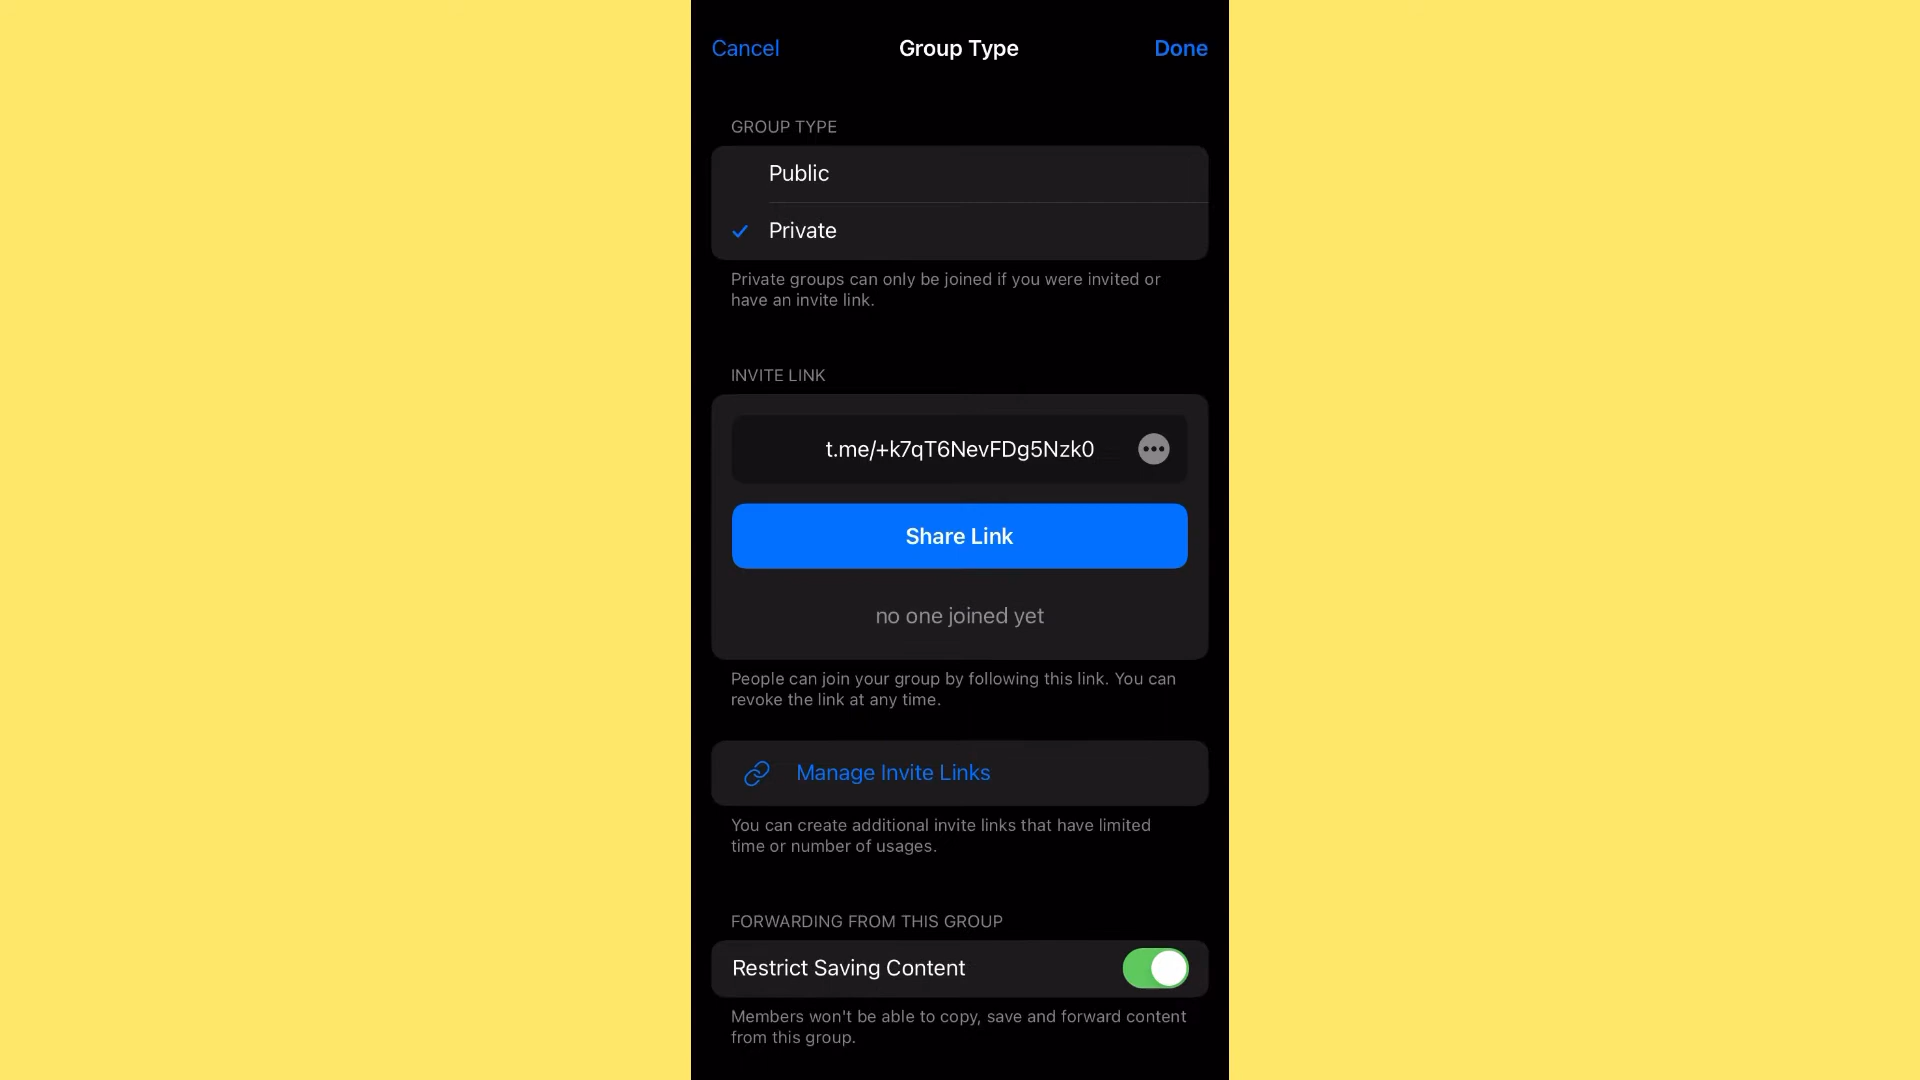 Cancel Group Type Done
GROUP TYPE
Public
Private
Private groups can only be joined if you were invited or
have an invite link.
INVITE LINK
t.me/+k7qT6NevFDg5Nzk0
Share Link
no one joined yet
People can join your group by following this link. You can
revoke the link at any time.
Manage Invite Links
You can create additional invite links that have limited
time or number of usages.
FORWARDING FROM THIS GROUP
Restrict Saving Content
Members won't be able to copy, save and forward content
from this group.